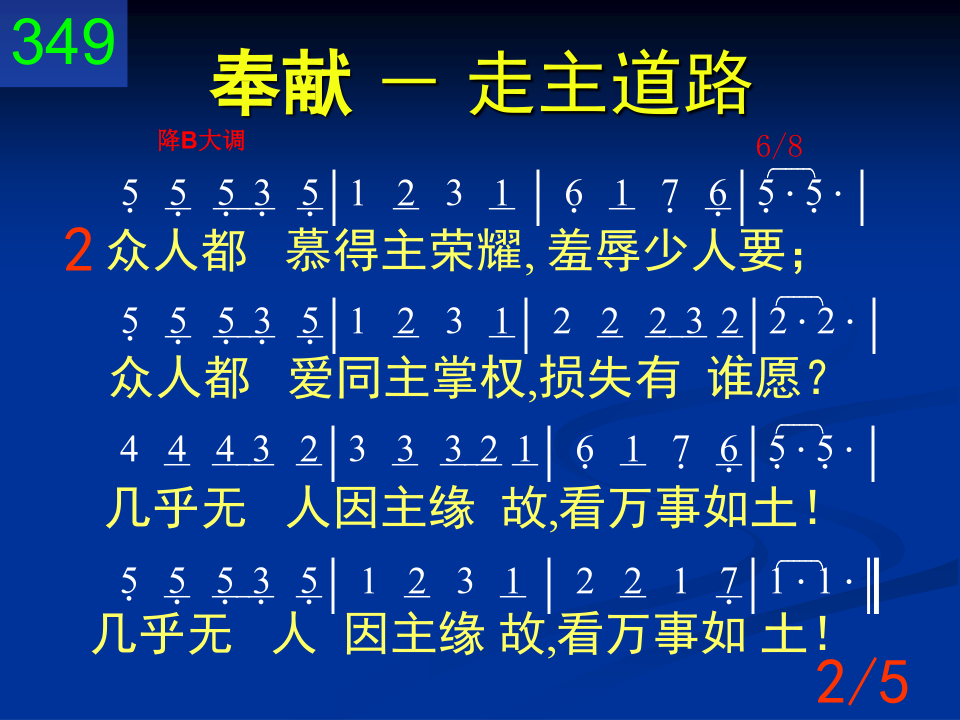 349
奉献 － 走主道路
降B大调 6/8
5̣ 5̣ 5̣ 3̣ 5̣ | 1 2 3 1 | 6̣ 1 7̣ 6̣ | 5̣ · 5̣ · |
2 众人都 慕得主荣耀, 羞辱少人要;
5̣ 5̣ 5̣ 3̣ 5̣ | 1 2 3 1 | 2 2 2 3 2 | 2 · 2 · |
众人都 爱同主掌权,损失有 谁愿?
4 4 4 3 2 | 3 3 3 2 1 | 6̣ 1 7̣ 6̣ | 5̣ · 5̣ · |
几乎无 人因主缘 故,看万事如土!
5̣ 5̣ 5̣ 3̣ 5̣ | 1 2 3 1 | 2 2 1 7̣ | 1 · 1 · ‖
几乎无 人 因主缘 故,看万事如 土!
2/5